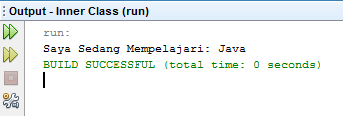 Output - Inner Class (run)
run:
Saya Sedang Mempelajari: Java
BUILD SUCCESSFUL (total time: 0 seconds)